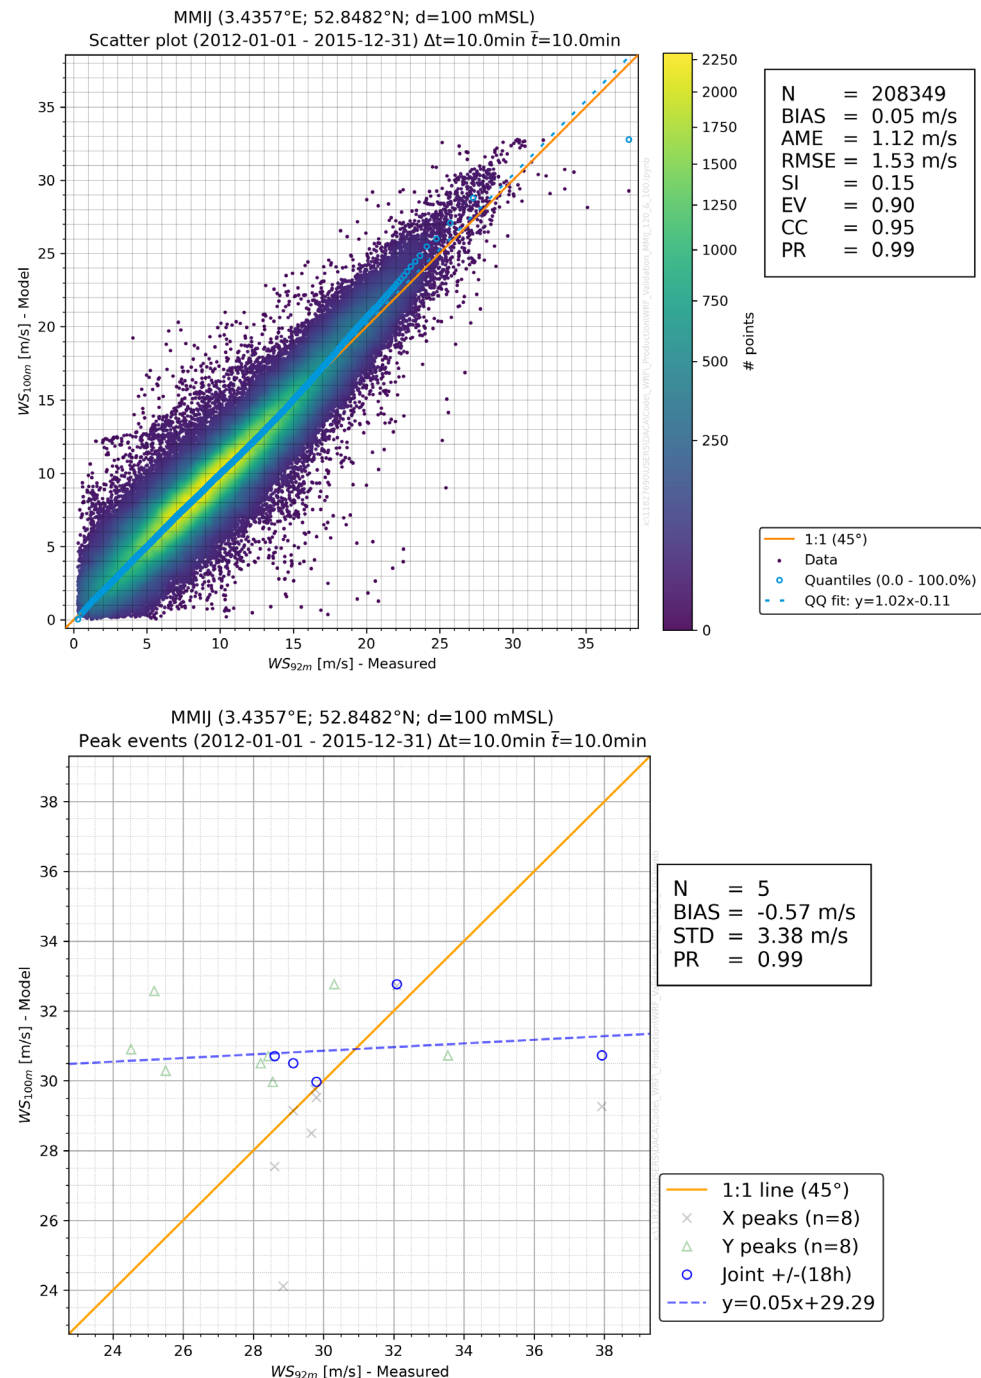 MMIJ (3.4357°E; 52.8482°N; d=100 mMSL)
Scatter plot (2012-01-01 - 2015-12-31) Δt=10.0min t̅=10.0min
WS100m [m/s] - Model
35
30
25
20
15
10
5
0
0 5 10 15 20 25 30 35
WS92m [m/s] - Measured
2250
2000
1750
1500
1250
1000
750
500
250
0
# points
N = 208349
BIAS = 0.05 m/s
AME = 1.12 m/s
RMSE = 1.53 m/s
SI = 0.15
EV = 0.90
CC = 0.95
PR = 0.99
1:1 (45°)
Data
Quantiles (0.0 - 100.0%)
QQ fit: y=1.02x-0.11
MMIJ (3.4357°E; 52.8482°N; d=100 mMSL)
Peak events (2012-01-01 - 2015-12-31) Δt=10.0min t̅=10.0min
WS100m [m/s] - Model
38
36
34
32
30
28
26
24
24 26 28 30 32 34 36 38
WS92m [m/s] - Measured
N = 5
BIAS = -0.57 m/s
STD = 3.38 m/s
PR = 0.99
1:1 line (45°)
X peaks (n=8)
Y peaks (n=8)
Joint +/-(18h)
y=0.05x+29.29